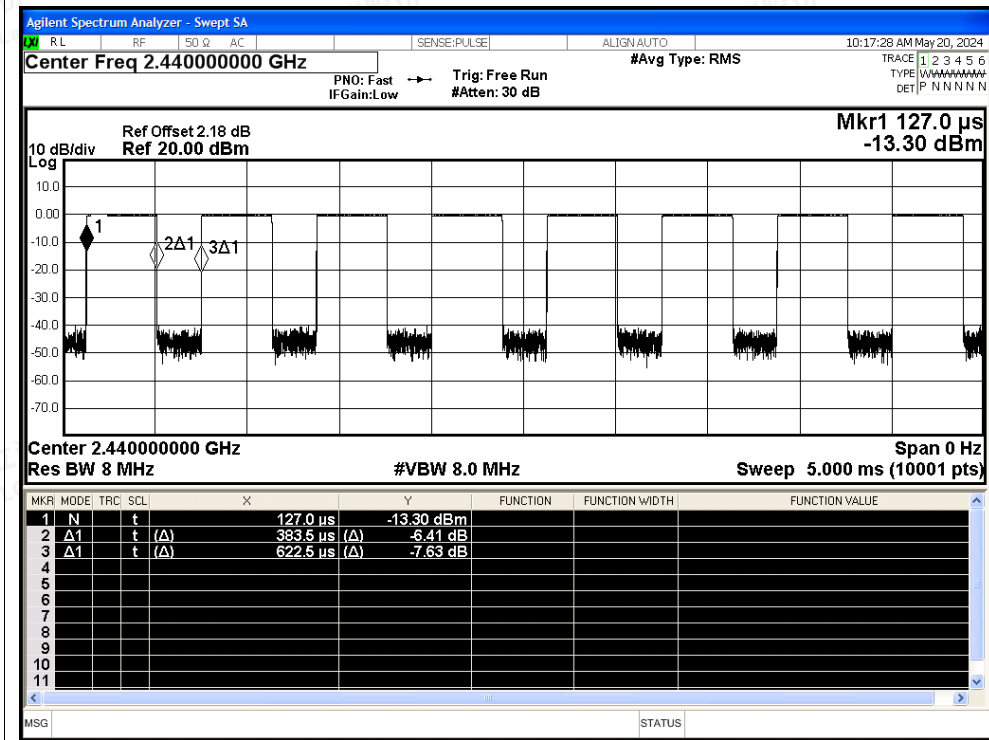 Agilent Spectrum Analyzer - Swept SA
LXI RL RF 50 Ω AC SENSE:PULSE ALIGN AUTO 10:17:28 AM May 20, 2024
Center Freq 2.440000000 GHz #Avg Type: RMS TRACE 1 2 3 4 5 6
PNO: Fast Trig: Free Run TYPE WWWWWW
IFGain:Low #Atten: 30 dB DET P N N N N N
Mkr1 127.0 µs
Ref Offset 2.18 dB
10 dB/div Ref 20.00 dBm -13.30 dBm
Log
10.0
0.00
1
-10.0
2Δ1 3Δ1
-20.0
-30.0
-40.0
-50.0
-60.0
-70.0
Center 2.440000000 GHz Span 0 Hz
Res BW 8 MHz #VBW 8.0 MHz Sweep 5.000 ms (10001 pts)
MKR MODE TRC SCL X Y FUNCTION FUNCTION WIDTH FUNCTION VALUE
1 N t 127.0 µs -13.30 dBm
2 Δ1 t (Δ) 383.5 µs (Δ) -6.41 dB
3 Δ1 t (Δ) 622.5 µs (Δ) -7.63 dB
4
5
6
7
8
9
10
11
MSG STATUS